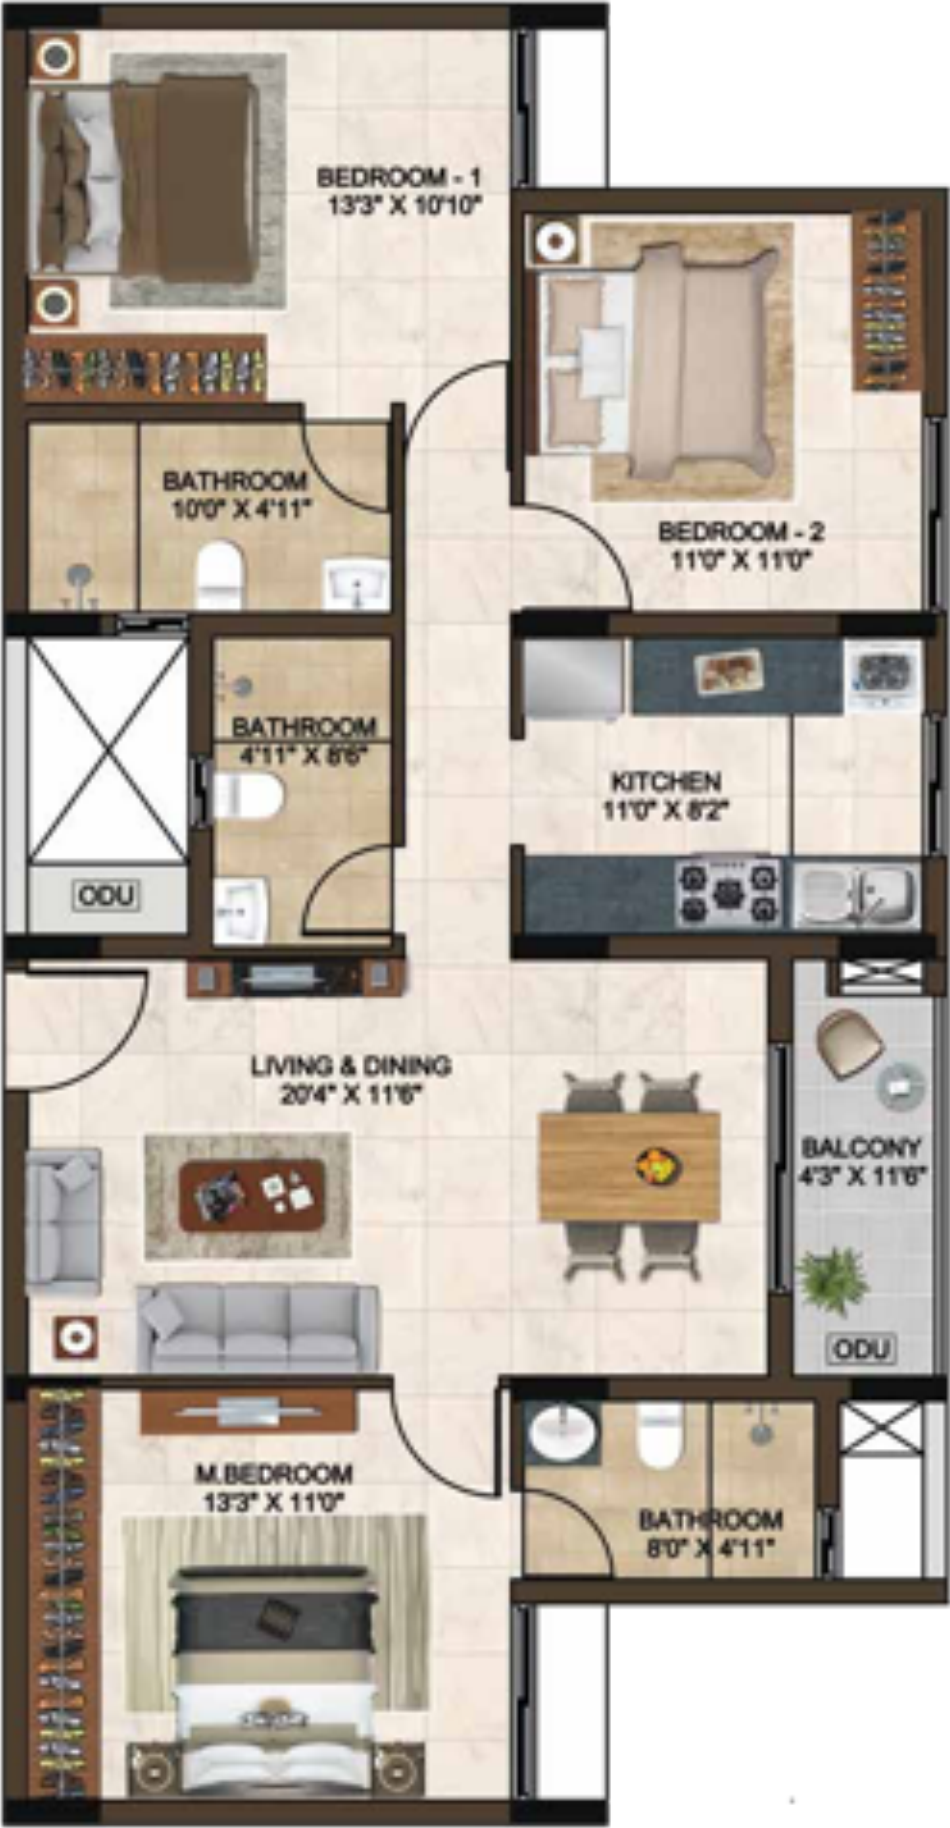 BEDROOM - 1
13'3" X 10'10"
BEDROOM - 2
11'0" X 11'0"
BATHROOM
10'0" X 4'11"
BATHROOM
4'11" X 8'6"
KITCHEN
11'0" X 8'2"
ODU
LIVING & DINING
20'4" X 11'6"
BALCONY
4'3" X 11'6"
ODU
M.BEDROOM
13'3" X 11'0"
BATHROOM
8'0" X 4'11"